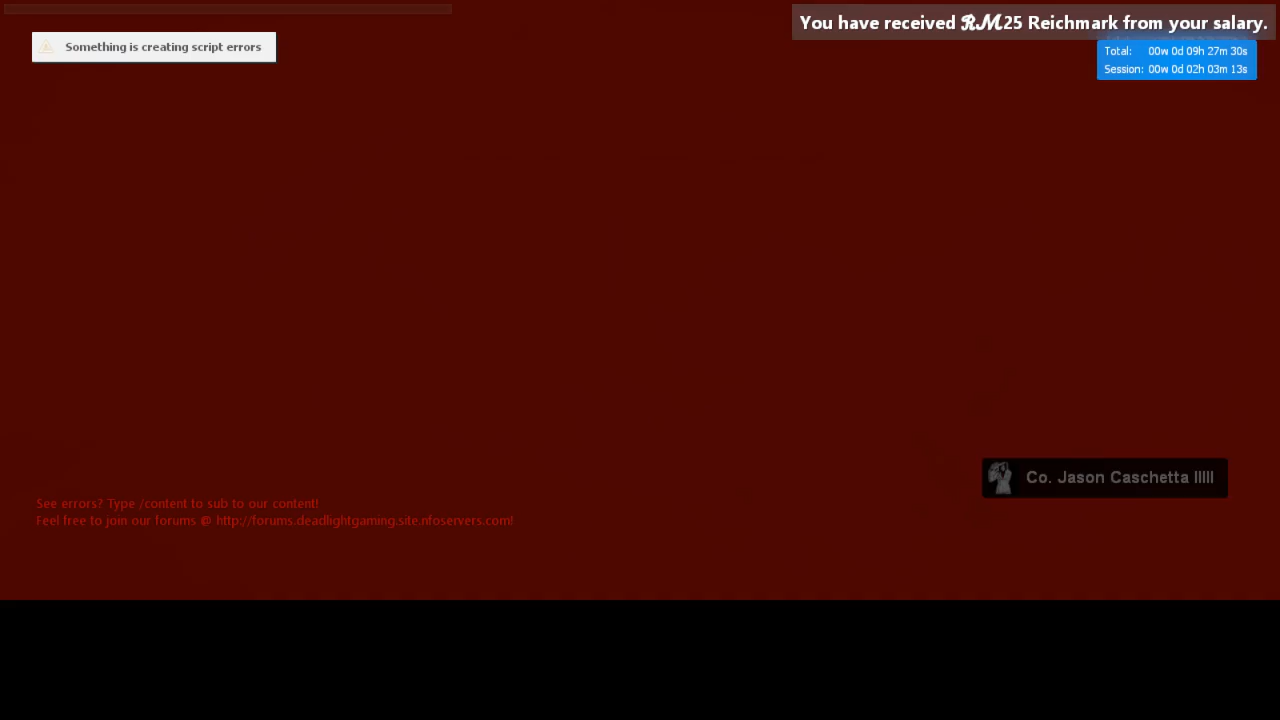 You have received ℛℳ25 Reichmark from your salary.
Something is creating script errors
Total: 00w 0d 09h 27m 30s
Session: 00w 0d 02h 03m 13s
Co. Jason Caschetta IIIII
See errors? Type /content to sub to our content!
Feel free to join our forums @ http://forums.deadlightgaming.site.nfoservers.com!